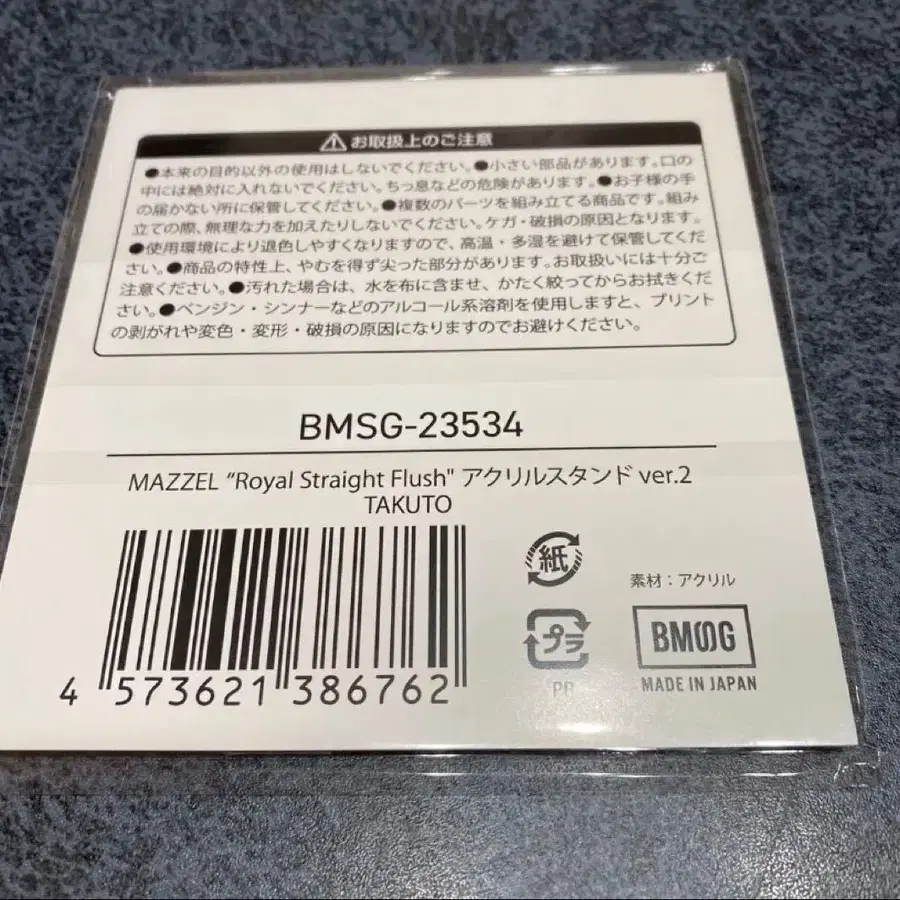 ⚠お取扱上のご注意
●本来の目的以外の使用はしないでください。●小さい部品があります。口の
中には絶対に入れないでください。ちっ息などの危険があります。●お子様の手
の届かない所に保管してください。●複数のパーツを組み立てる商品です。組み
立ての際、無理な力を加えたりしないでください。ケガ・破損の原因となります。
●使用環境により退色しやすくなりますので、高温・多湿を避けて保管してくだ
さい。●商品の特性上、やむを得ず尖った部分があります。お取扱いには十分ご
注意ください。●汚れた場合は、水を布に含ませ、かたく絞ってからお拭きくだ
さい。●ベンジン・シンナーなどのアルコール系溶剤を使用しますと、プリント
の剥がれや変色・変形・破損の原因になりますのでお避けください。
BMSG-23534
MAZZEL “Royal Straight Flush" アクリルスタンド ver.2
TAKUTO
4 573621 386762
紙
プラ
PP
素材：アクリル
BMSG
MADE IN JAPAN